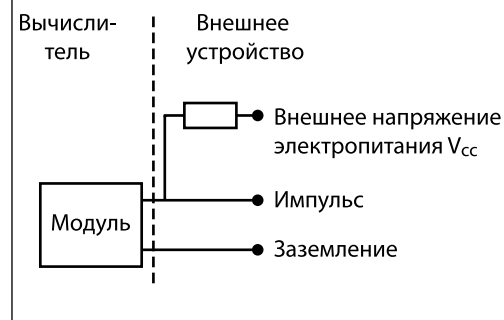 Вычисли-
тель
Внешнее
устройство
Внешнее напряжение
электропитания Vcc
Модуль
Импульс
Заземление